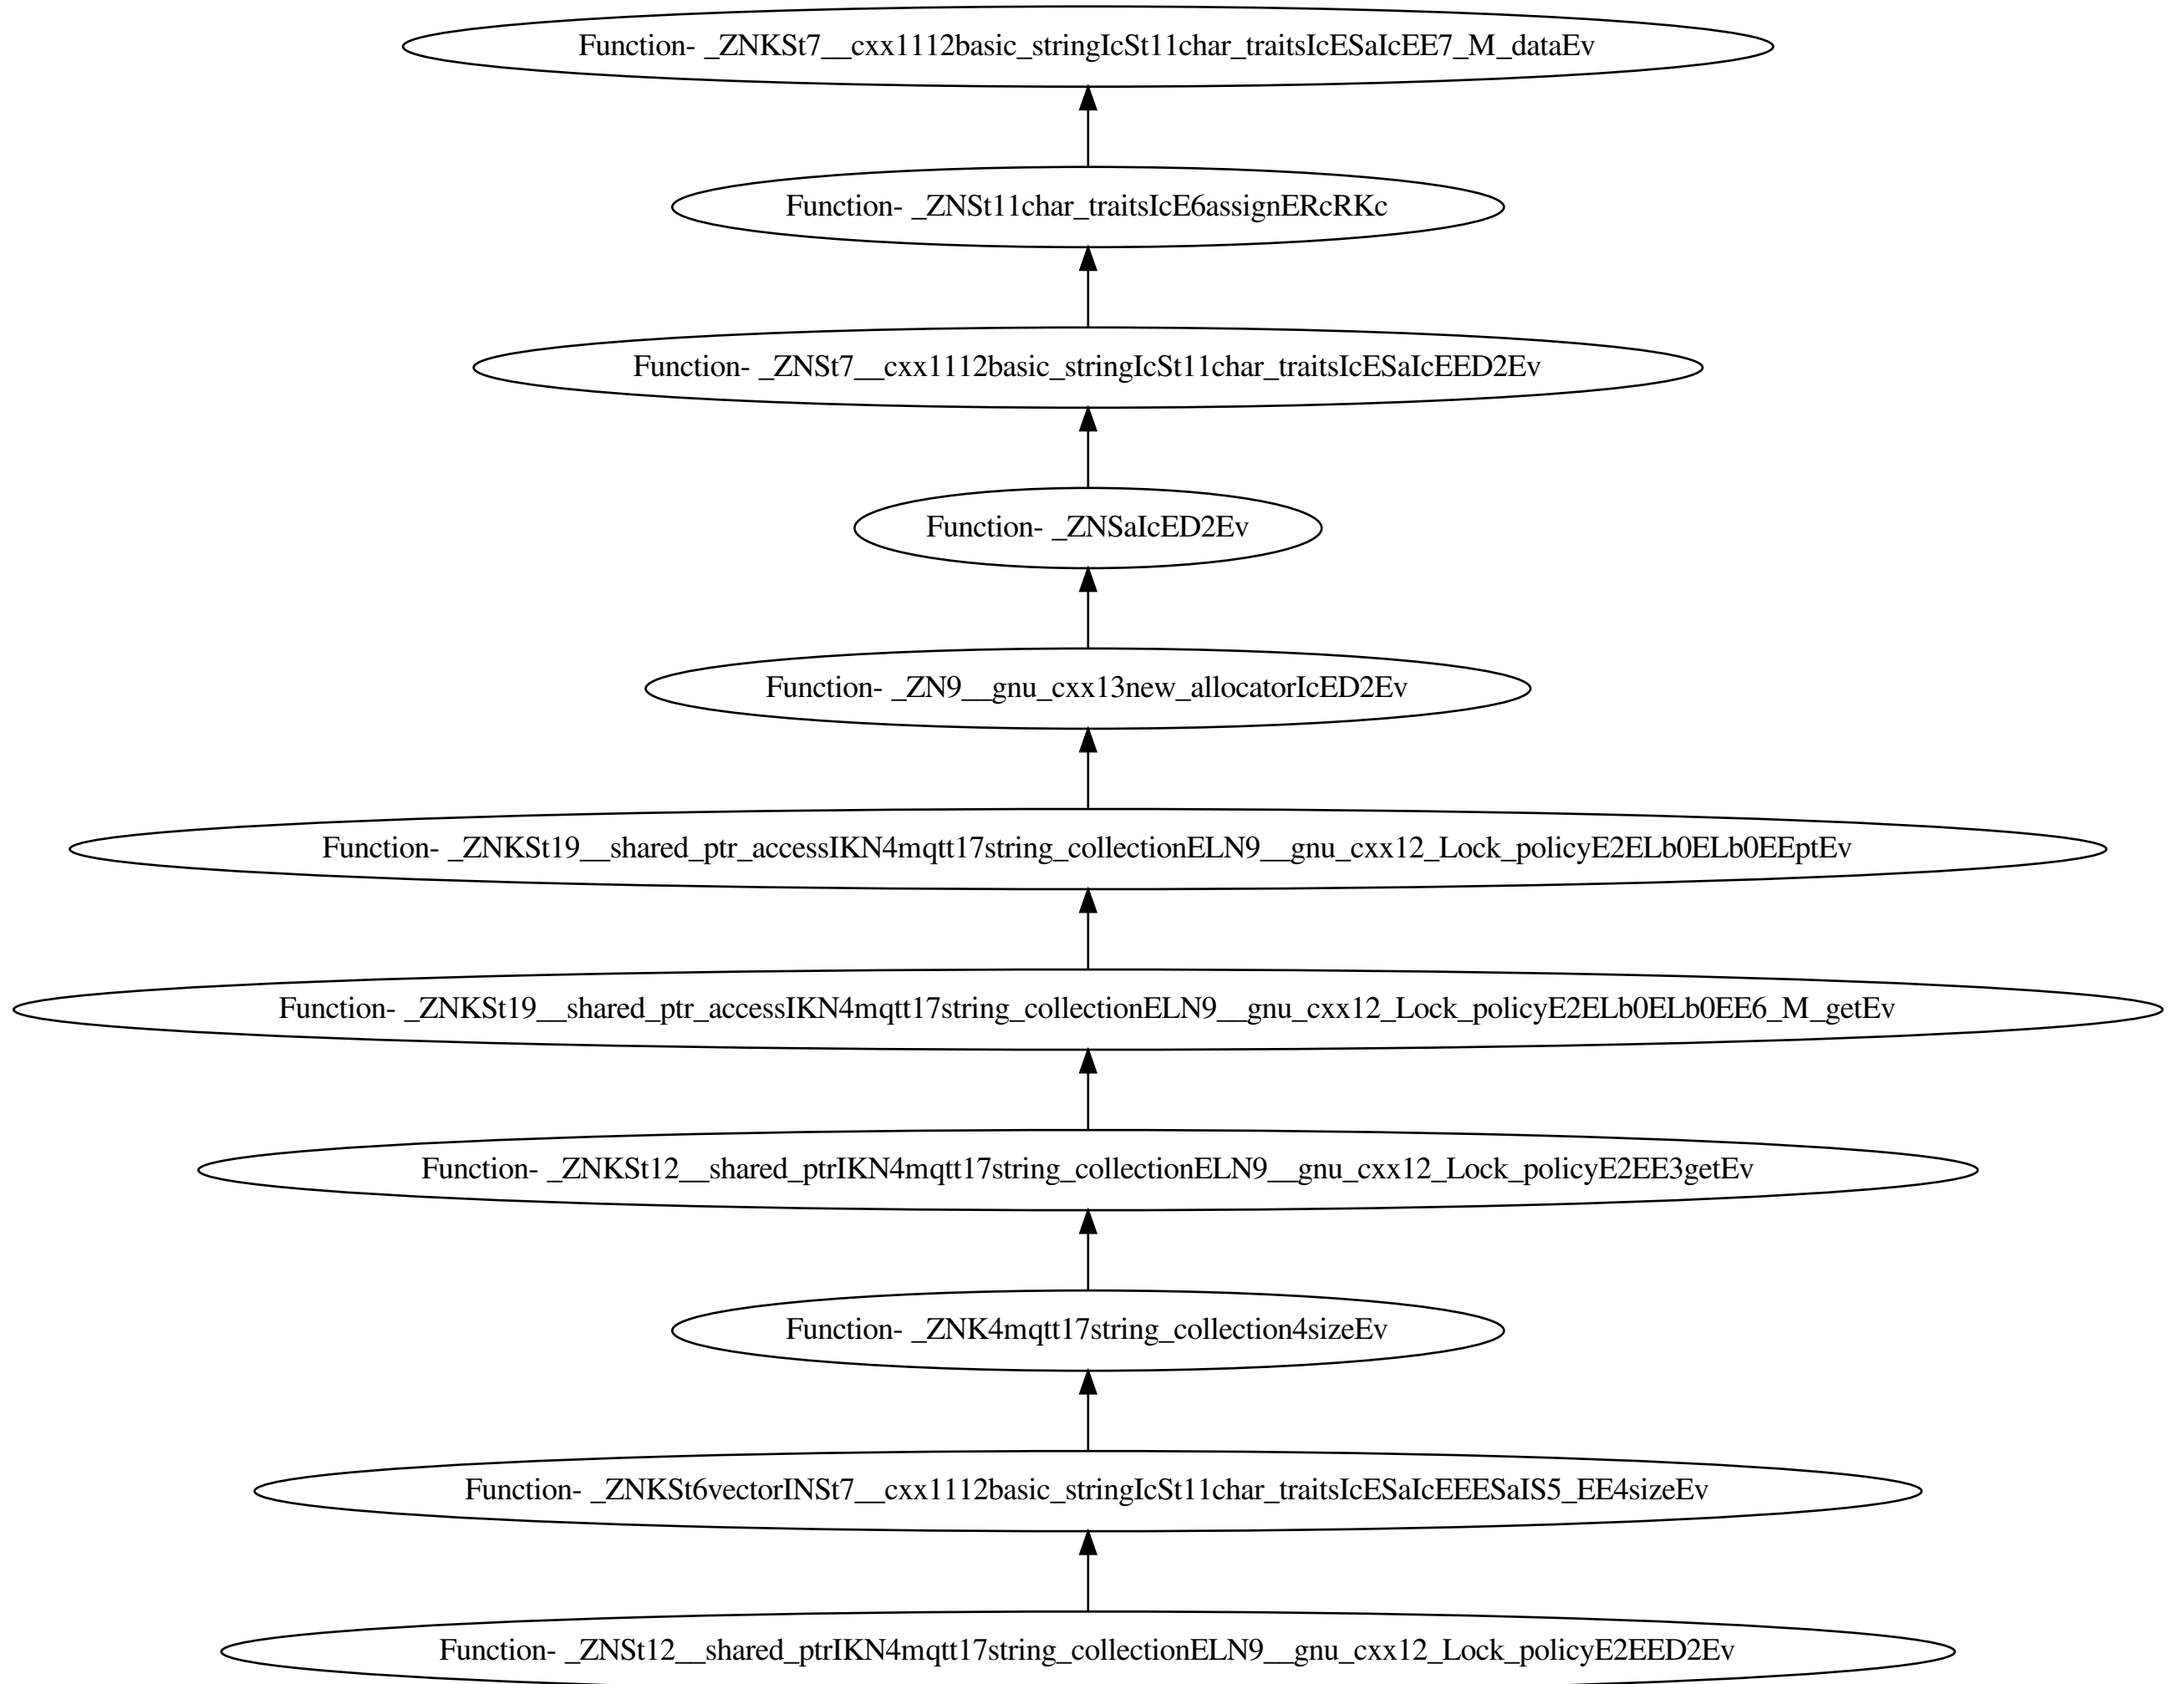 Function- _ZNKSt7__cxx1112basic_stringIcSt11char_traitsIcESaIcEE7_M_dataEv
Function- _ZNSt11char_traitsIcE6assignERcRKc
Function- _ZNSt7__cxx1112basic_stringIcSt11char_traitsIcESaIcEED2Ev
Function- _ZNSaIcED2Ev
Function- _ZN9__gnu_cxx13new_allocatorIcED2Ev
Function- _ZNKSt19__shared_ptr_accessIKN4mqtt17string_collectionELN9__gnu_cxx12_Lock_policyE2ELb0ELb0EEptEv
Function- _ZNKSt19__shared_ptr_accessIKN4mqtt17string_collectionELN9__gnu_cxx12_Lock_policyE2ELb0ELb0EE6_M_getEv
Function- _ZNKSt12__shared_ptrIKN4mqtt17string_collectionELN9__gnu_cxx12_Lock_policyE2EE3getEv
Function- _ZNK4mqtt17string_collection4sizeEv
Function- _ZNKSt6vectorINSt7__cxx1112basic_stringIcSt11char_traitsIcESaIcEEESaIS5_EE4sizeEv
Function- _ZNSt12__shared_ptrIKN4mqtt17string_collectionELN9__gnu_cxx12_Lock_policyE2EED2Ev